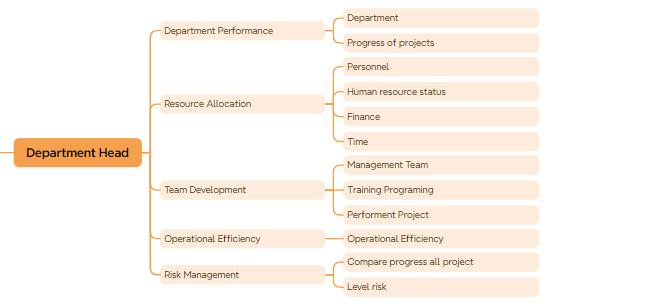 Department Head
Department Performance
Department
Progress of projects
Resource Allocation
Personnel
Human resource status
Finance
Time
Team Development
Management Team
Training Programing
Performent Project
Operational Efficiency
Operational Efficiency
Risk Management
Compare progress all project
Level risk